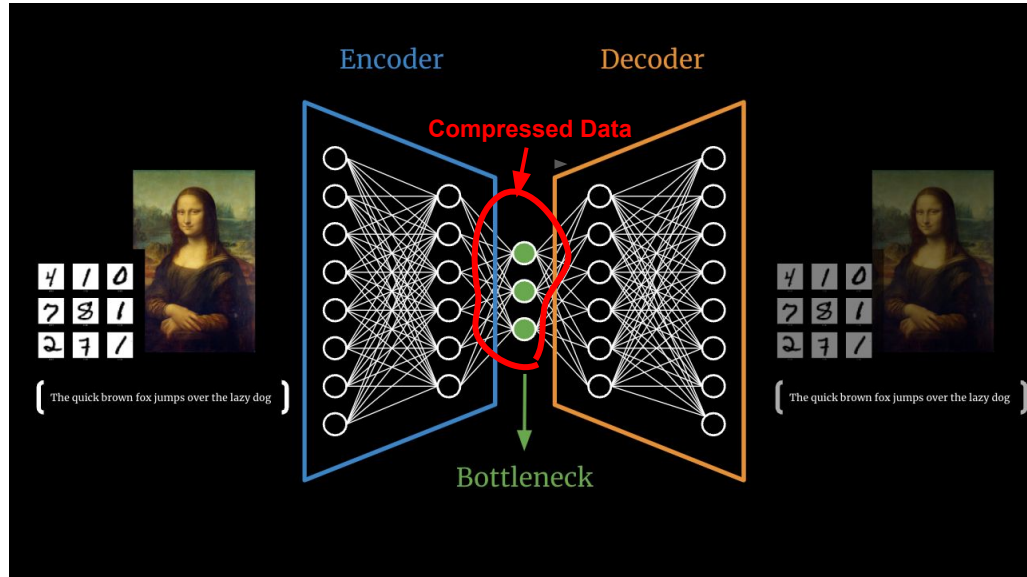 Encoder
Decoder
Compressed Data
4 1 0
7 8 1
2 7 1
The quick brown fox jumps over the lazy dog
4 1 0
7 8 1
2 7 1
The quick brown fox jumps over the lazy dog
Bottleneck